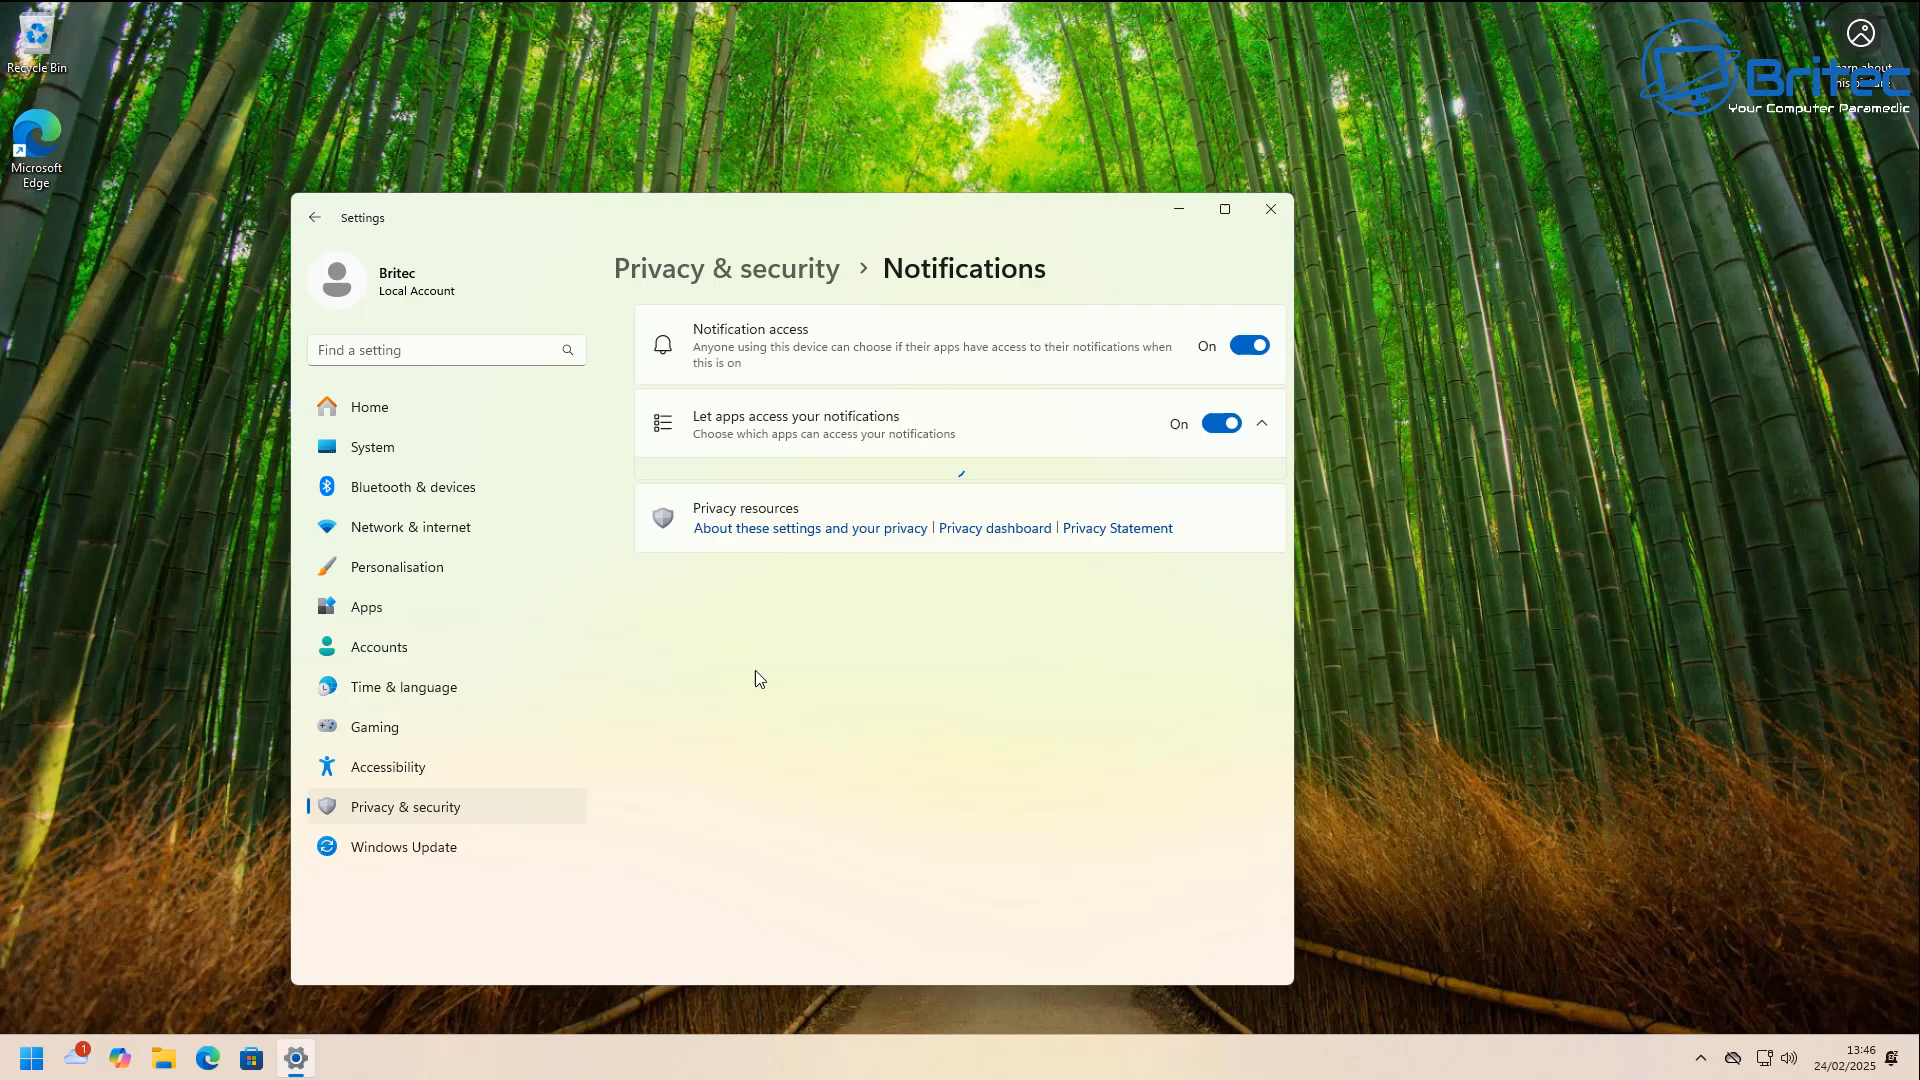 Recycle Bin
Microsoft
Edge
Britec
Your Computer Paramedic
Settings
Britec
Local Account
Find a setting
Home
System
Bluetooth & devices
Network & internet
Personalisation
Apps
Accounts
Time & language
Gaming
Accessibility
Privacy & security
Windows Update
Privacy & security > Notifications
Notification access
Anyone using this device can choose if their apps have access to their notifications when
this is on
On
Let apps access your notifications
Choose which apps can access your notifications
On
Privacy resources
About these settings and your privacy | Privacy dashboard | Privacy Statement
1
13:46
24/02/2025